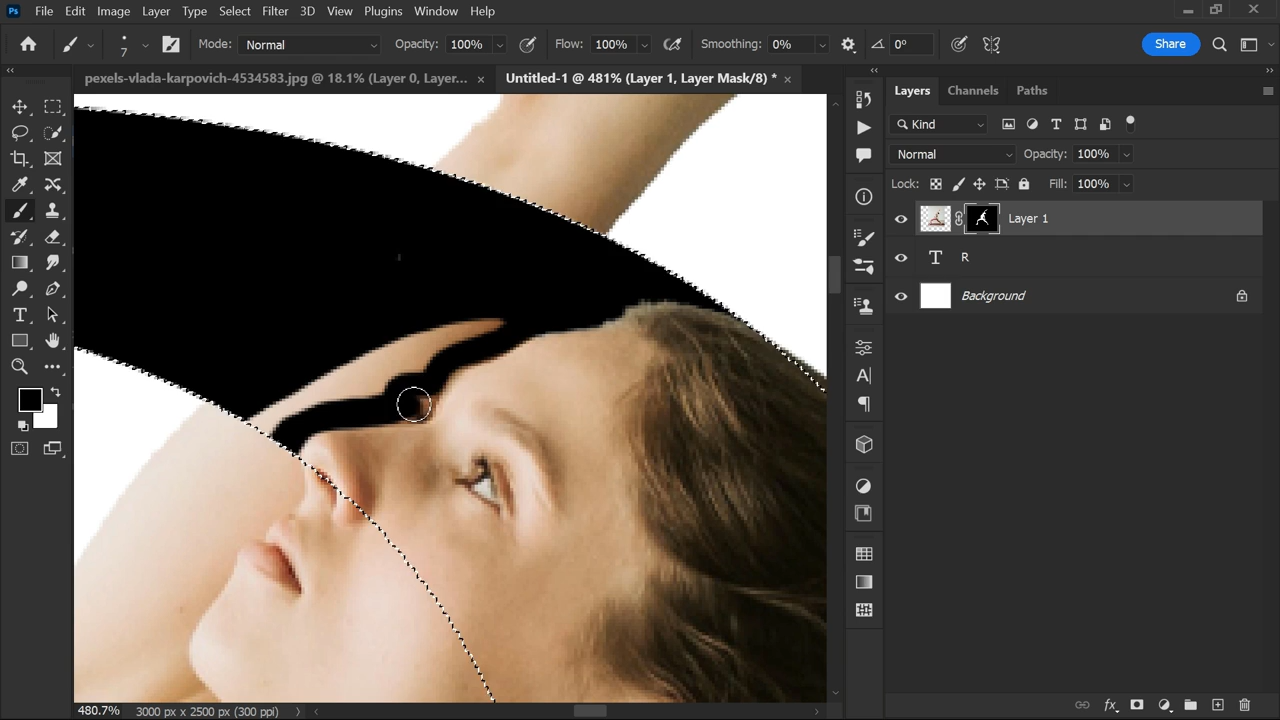 Ps File Edit Image Layer Type Select Filter 3D View Plugins Window Help
7 Mode: Normal Opacity: 100% Flow: 100% Smoothing: 0% 0° Share
pexels-vlada-karpovich-4534583.jpg @ 18.1% (Layer 0, Layer... × Untitled-1 @ 481% (Layer 1, Layer Mask/8) * ×
Layers Channels Paths
Kind
Normal Opacity: 100%
Lock: Fill: 100%
Layer 1
R
Background
480.7% 3000 px x 2500 px (300 ppi)